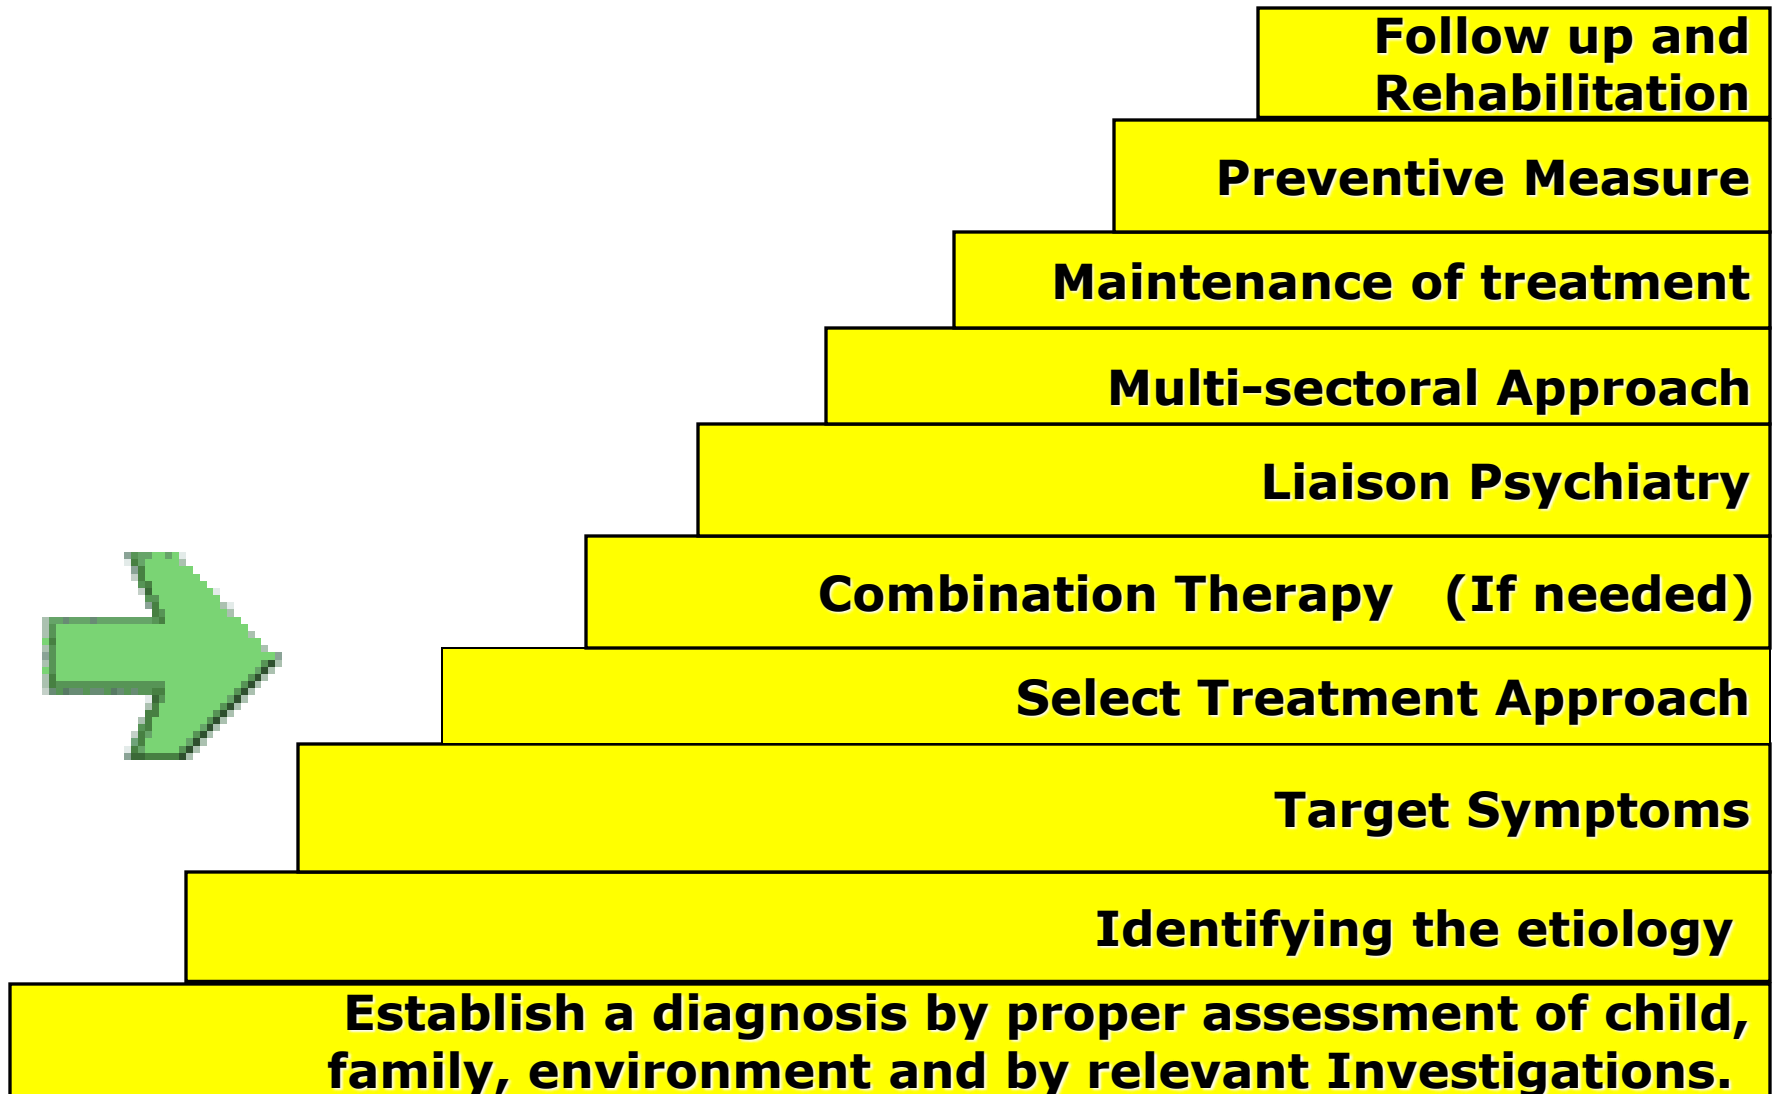 Follow up and
Rehabilitation
Preventive Measure
Maintenance of treatment
Multi-sectoral Approach
Liaison Psychiatry
Combination Therapy (If needed)
Select Treatment Approach
Target Symptoms
Identifying the etiology
Establish a diagnosis by proper assessment of child,
family, environment and by relevant Investigations.